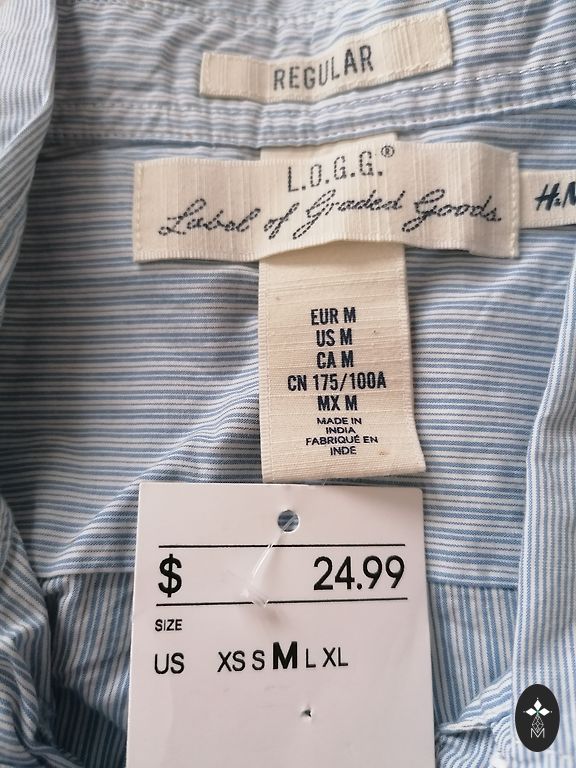 REGULAR
L.O.G.G.®
Label of Graded Goods.
H&M
EUR M
US M
CA M
CN 175/100A
MX M
MADE IN
INDIA
FABRIQUÉ EN
INDE
$ 24.99
SIZE
US XS S M L XL
M